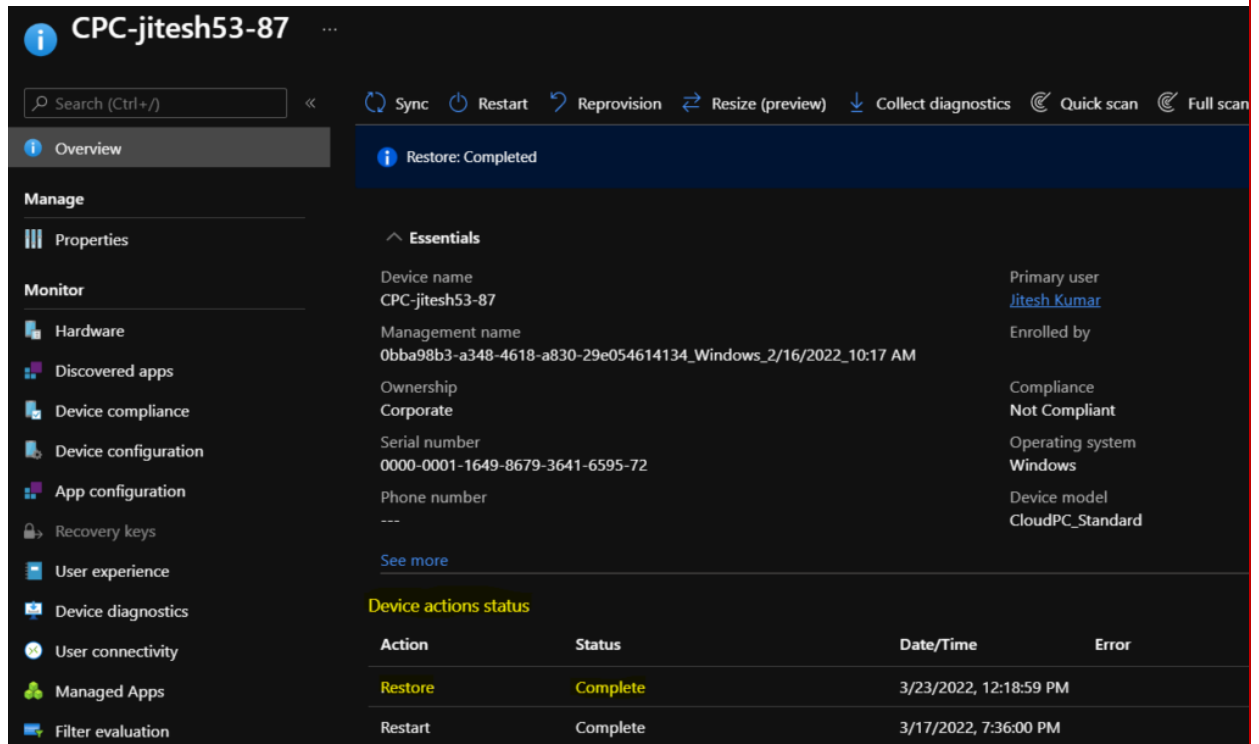 CPC-jitesh53-87 ...
Search (Ctrl+/) «
Sync Restart Reprovision Resize (preview) Collect diagnostics Quick scan Full scan
Overview
Restore: Completed
Manage
Properties
Monitor
Hardware
Discovered apps
Device compliance
Device configuration
App configuration
Recovery keys
User experience
Device diagnostics
User connectivity
Managed Apps
Filter evaluation
Essentials
Device name
CPC-jitesh53-87
Management name
0bba98b3-a348-4618-a830-29e054614134_Windows_2/16/2022_10:17 AM
Ownership
Corporate
Serial number
0000-0001-1649-8679-3641-6595-72
Phone number
---
See more
Primary user
Jitesh Kumar
Enrolled by
Compliance
Not Compliant
Operating system
Windows
Device model
CloudPC_Standard
Device actions status
Action Status Date/Time Error
Restore Complete 3/23/2022, 12:18:59 PM
Restart Complete 3/17/2022, 7:36:00 PM